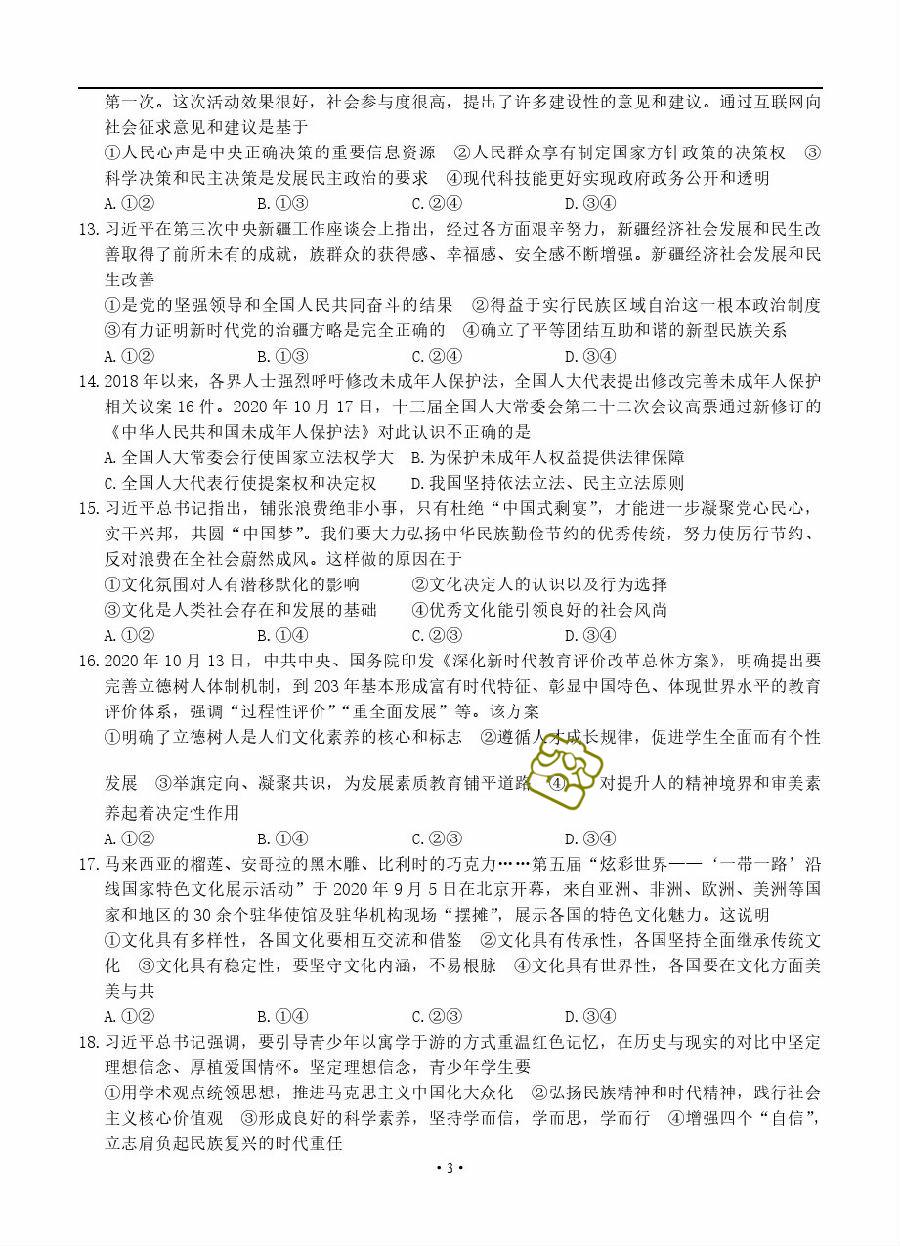 第一次。这次活动效果很好，社会参与度很高，提出了许多建设性的意见和建议。通过互联网向
社会征求意见和建议是基于
①人民心声是中央正确决策的重要信息资源 ②人民群众享有制定国家方针政策的决策权 ③
科学决策和民主决策是发展民主政治的要求 ④现代科技能更好实现政府政务公开和透明
A.①② B.①③ C.②④ D.③④
13.习近平在第三次中央新疆工作座谈会上指出，经过各方面艰辛努力，新疆经济社会发展和民生改
善取得了前所未有的成就，族群众的获得感、幸福感、安全感不断增强。新疆经济社会发展和民
生改善
①是党的坚强领导和全国人民共同奋斗的结果 ②得益于实行民族区域自治这一根本政治制度
③有力证明新时代党的治疆方略是完全正确的 ④确立了平等团结互助和谐的新型民族关系
A.①② B.①③ C.②④ D.③④
14.2018年以来，各界人士强烈呼吁修改未成年人保护法，全国人大代表提出修改完善未成年人保护
相关议案16件。2020年10月17日，十二届全国人大常委会第二十二次会议高票通过新修订的
《中华人民共和国未成年人保护法》对此认识不正确的是
A.全国人大常委会行使国家立法权学大 B.为保护未成年人权益提供法律保障
C.全国人大代表行使提案权和决定权 D.我国坚持依法立法、民主立法原则
15.习近平总书记指出，铺张浪费绝非小事，只有杜绝“中国式剩宴”，才能进一步凝聚党心民心，
实干兴邦，共圆“中国梦”。我们要大力弘扬中华民族勤俭节约的优秀传统，努力使厉行节约、
反对浪费在全社会蔚然成风。这样做的原因在于
①文化氛围对人有潜移默化的影响 ②文化决定人的认识以及行为选择
③文化是人类社会存在和发展的基础 ④优秀文化能引领良好的社会风尚
A.①② B.①④ C.②③ D.③④
16.2020年10月13日，中共中央、国务院印发《深化新时代教育评价改革总体方案》，明确提出要
完善立德树人体制机制，到203年基本形成富有时代特征、彰显中国特色、体现世界水平的教育
评价体系，强调“过程性评价”“重全面发展”等。该方案
①明确了立德树人是人们文化素养的核心和标志 ②遵循人才成长规律，促进学生全面而有个性
发展 ③举旗定向、凝聚共识，为发展素质教育铺平道路 ④ 对提升人的精神境界和审美素
养起着决定性作用
A.①② B.①④ C.②③ D.③④
17.马来西亚的榴莲、安哥拉的黑木雕、比利时的巧克力……第五届“炫彩世界——‘一带一路’沿
线国家特色文化展示活动”于2020年9月5日在北京开幕，来自亚洲、非洲、欧洲、美洲等国
家和地区的30余个驻华使馆及驻华机构现场“摆摊”，展示各国的特色文化魅力。这说明
①文化具有多样性，各国文化要相互交流和借鉴 ②文化具有传承性，各国坚持全面继承传统文
化 ③文化具有稳定性，要坚守文化内涵，不易根脉 ④文化具有世界性，各国要在文化方面美
美与共
A.①② B.①④ C.②③ D.③④
18.习近平总书记强调，要引导青少年以寓学于游的方式重温红色记忆，在历史与现实的对比中坚定
理想信念、厚植爱国情怀。坚定理想信念，青少年学生要
①用学术观点统领思想，推进马克思主义中国化大众化 ②弘扬民族精神和时代精神，践行社会
主义核心价值观 ③形成良好的科学素养，坚持学而信，学而思，学而行 ④增强四个“自信”，
立志肩负起民族复兴的时代重任
·3·